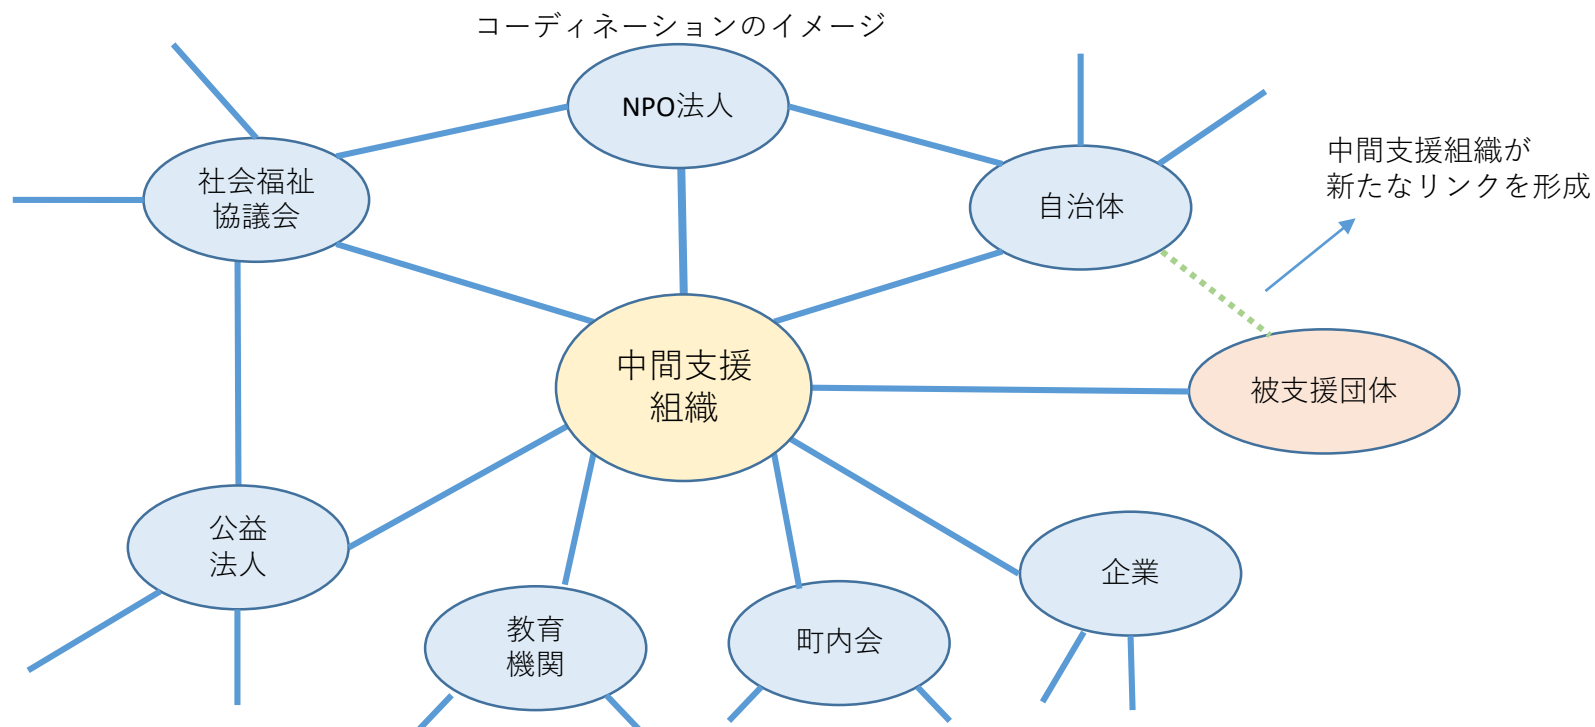 コーディネーションのイメージ
NPO法人
社会福祉
協議会
自治体
中間支援組織が
新たなリンクを形成
中間支援
組織
被支援団体
公益
法人
企業
教育
機関
町内会